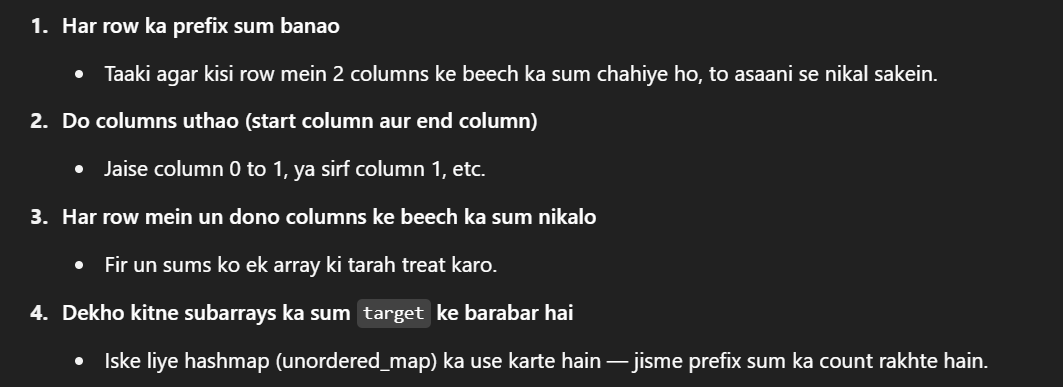 1. Har row ka prefix sum banao
• Taaki agar kisi row mein 2 columns ke beech ka sum chahiye ho, to asaani se nikal sakein.
2. Do columns uthao (start column aur end column)
• Jaise column 0 to 1, ya sirf column 1, etc.
3. Har row mein un dono columns ke beech ka sum nikalo
• Fir un sums ko ek array ki tarah treat karo.
4. Dekho kitne subarrays ka sum target ke barabar hai
• Iske liye hashmap (unordered_map) ka use karte hain — jisme prefix sum ka count rakhte hain.